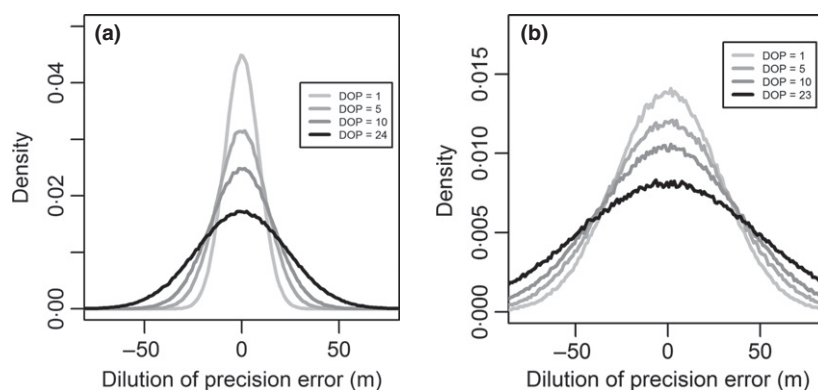 (a)
DOP = 1
DOP = 5
DOP = 10
DOP = 24
Density
0·04
0·02
0·00
−50
0
50
Dilution of precision error (m)
(b)
DOP = 1
DOP = 5
DOP = 10
DOP = 23
Density
0·015
0·010
0·005
0·000
−50
0
50
Dilution of precision error (m)